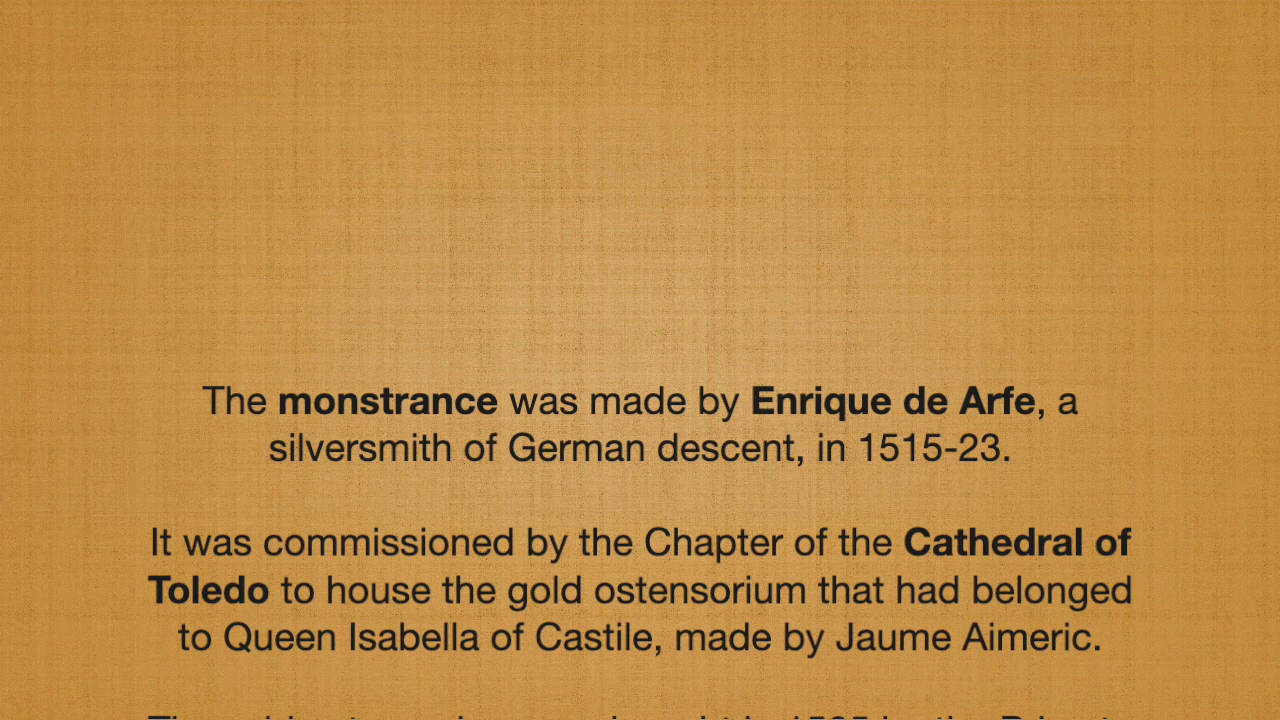 The monstrance was made by Enrique de Arfe, a
silversmith of German descent, in 1515-23.
It was commissioned by the Chapter of the Cathedral of
Toledo to house the gold ostensorium that had belonged
to Queen Isabella of Castile, made by Jaume Aimeric.